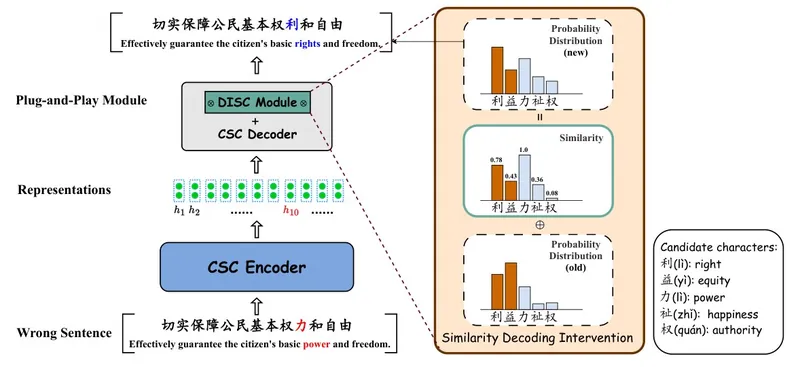 切实保障公民基本权利和自由
Effectively guarantee the citizen's basic rights and freedom.
Plug-and-Play Module
⊗ DISC Module ⊗
+
CSC Decoder
Representations
h1 h2 ...... h10 ......
CSC Encoder
Wrong Sentence
切实保障公民基本权力和自由
Effectively guarantee the citizen's basic power and freedom.
Probability
Distribution
(new)
利益力祉权
=
Similarity
0.78
0.43
1.0
0.36
0.08
利益力祉权
⊕
Probability
Distribution
(old)
利益力祉权
Similarity Decoding Intervention
Candidate characters:
利(lì): right
益(yì): equity
力(lì): power
祉(zhǐ): happiness
权(quán): authority